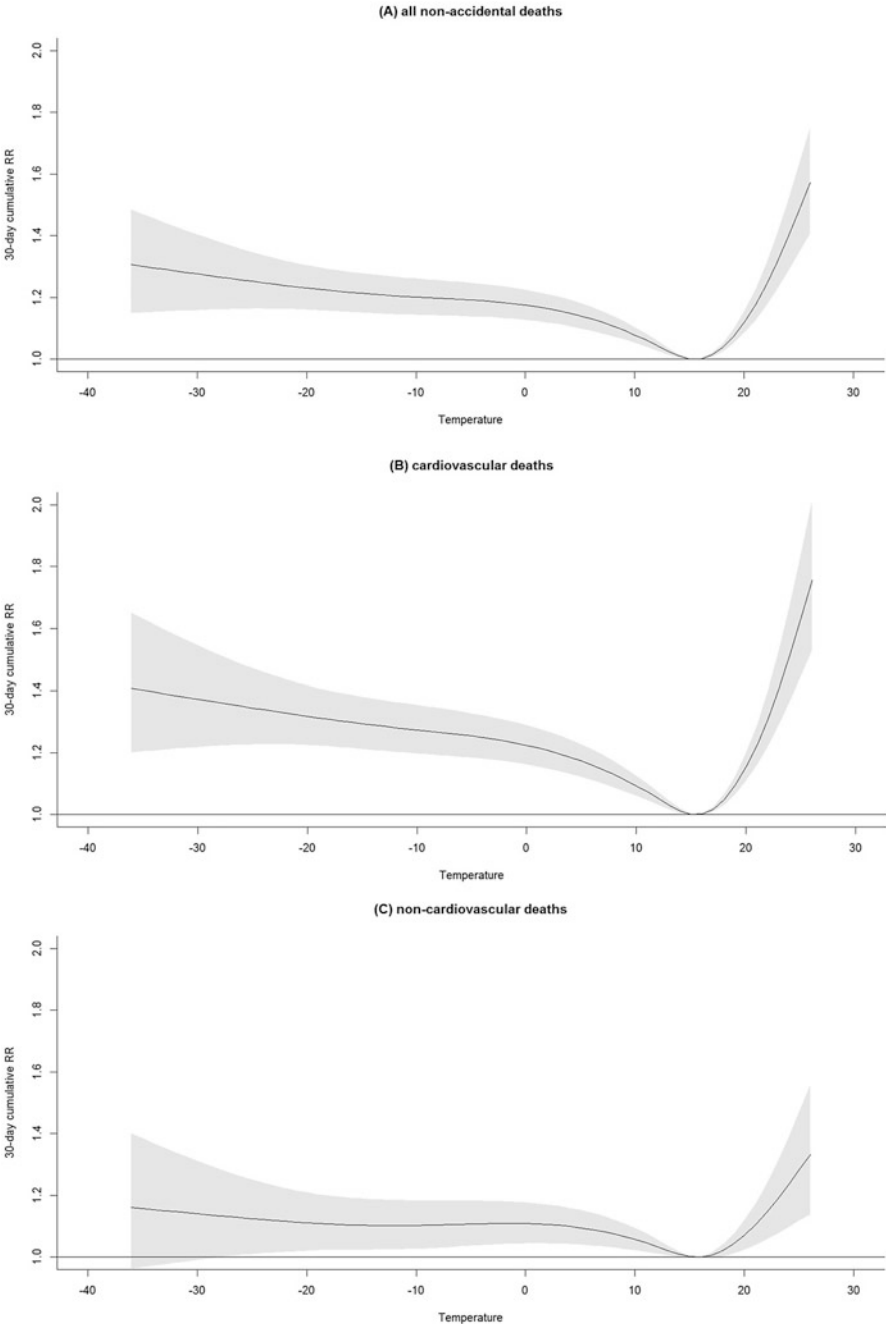 (A) all non-accidental deaths
30-day cumulative RR
2.0
1.8
1.6
1.4
1.2
1.0
-40 -30 -20 -10 0 10 20 30
Temperature
(B) cardiovascular deaths
30-day cumulative RR
2.0
1.8
1.6
1.4
1.2
1.0
-40 -30 -20 -10 0 10 20 30
Temperature
(C) non-cardiovascular deaths
30-day cumulative RR
2.0
1.8
1.6
1.4
1.2
1.0
-40 -30 -20 -10 0 10 20 30
Temperature